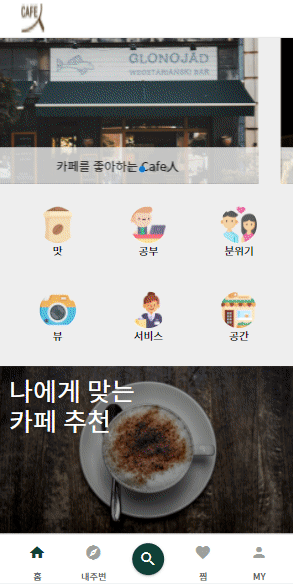 CAFE人
GLONOJAD
WEGETARIAŃSKI BAR
카페를 좋아하는 Cafe人
맛
공부
분위기
뷰
서비스
공간
나에게 맞는
카페 추천
홈
내주변
찜
MY